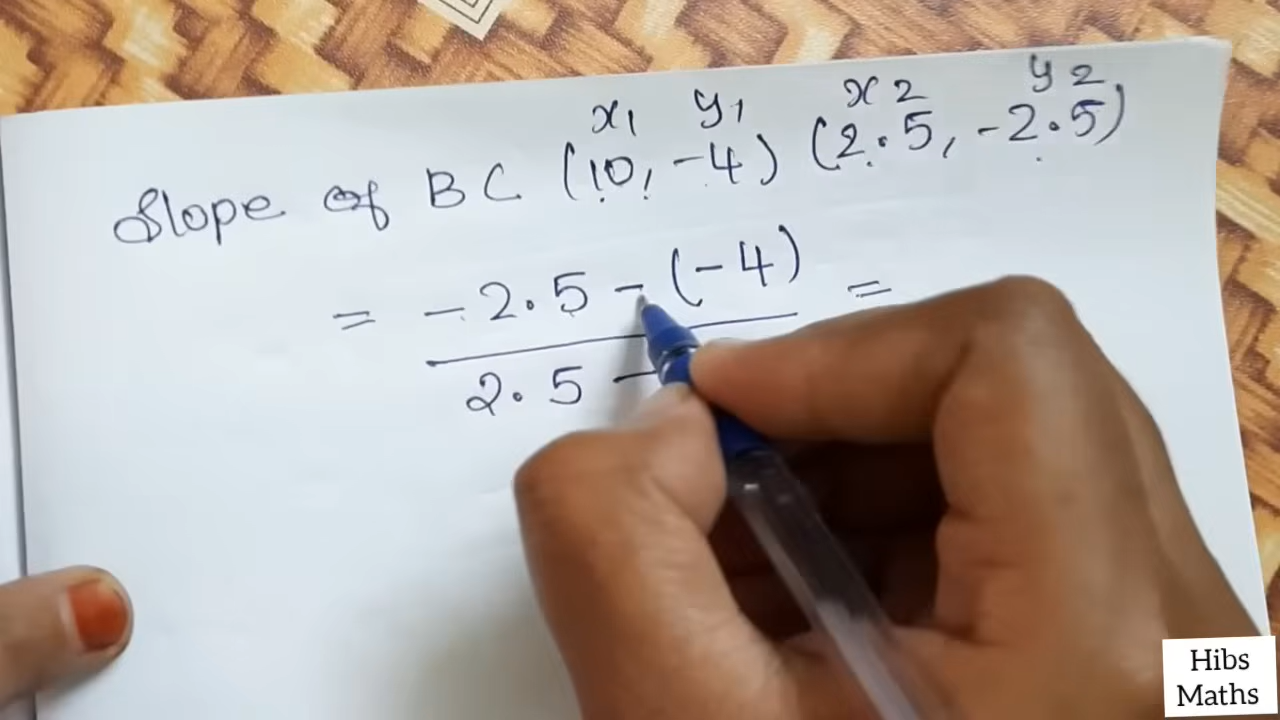 x1 y1 x2 y2
Slope of BC (10, -4) (2.5, -2.5)
= -2.5 - (-4) =
2.5 -
Hibs
Maths